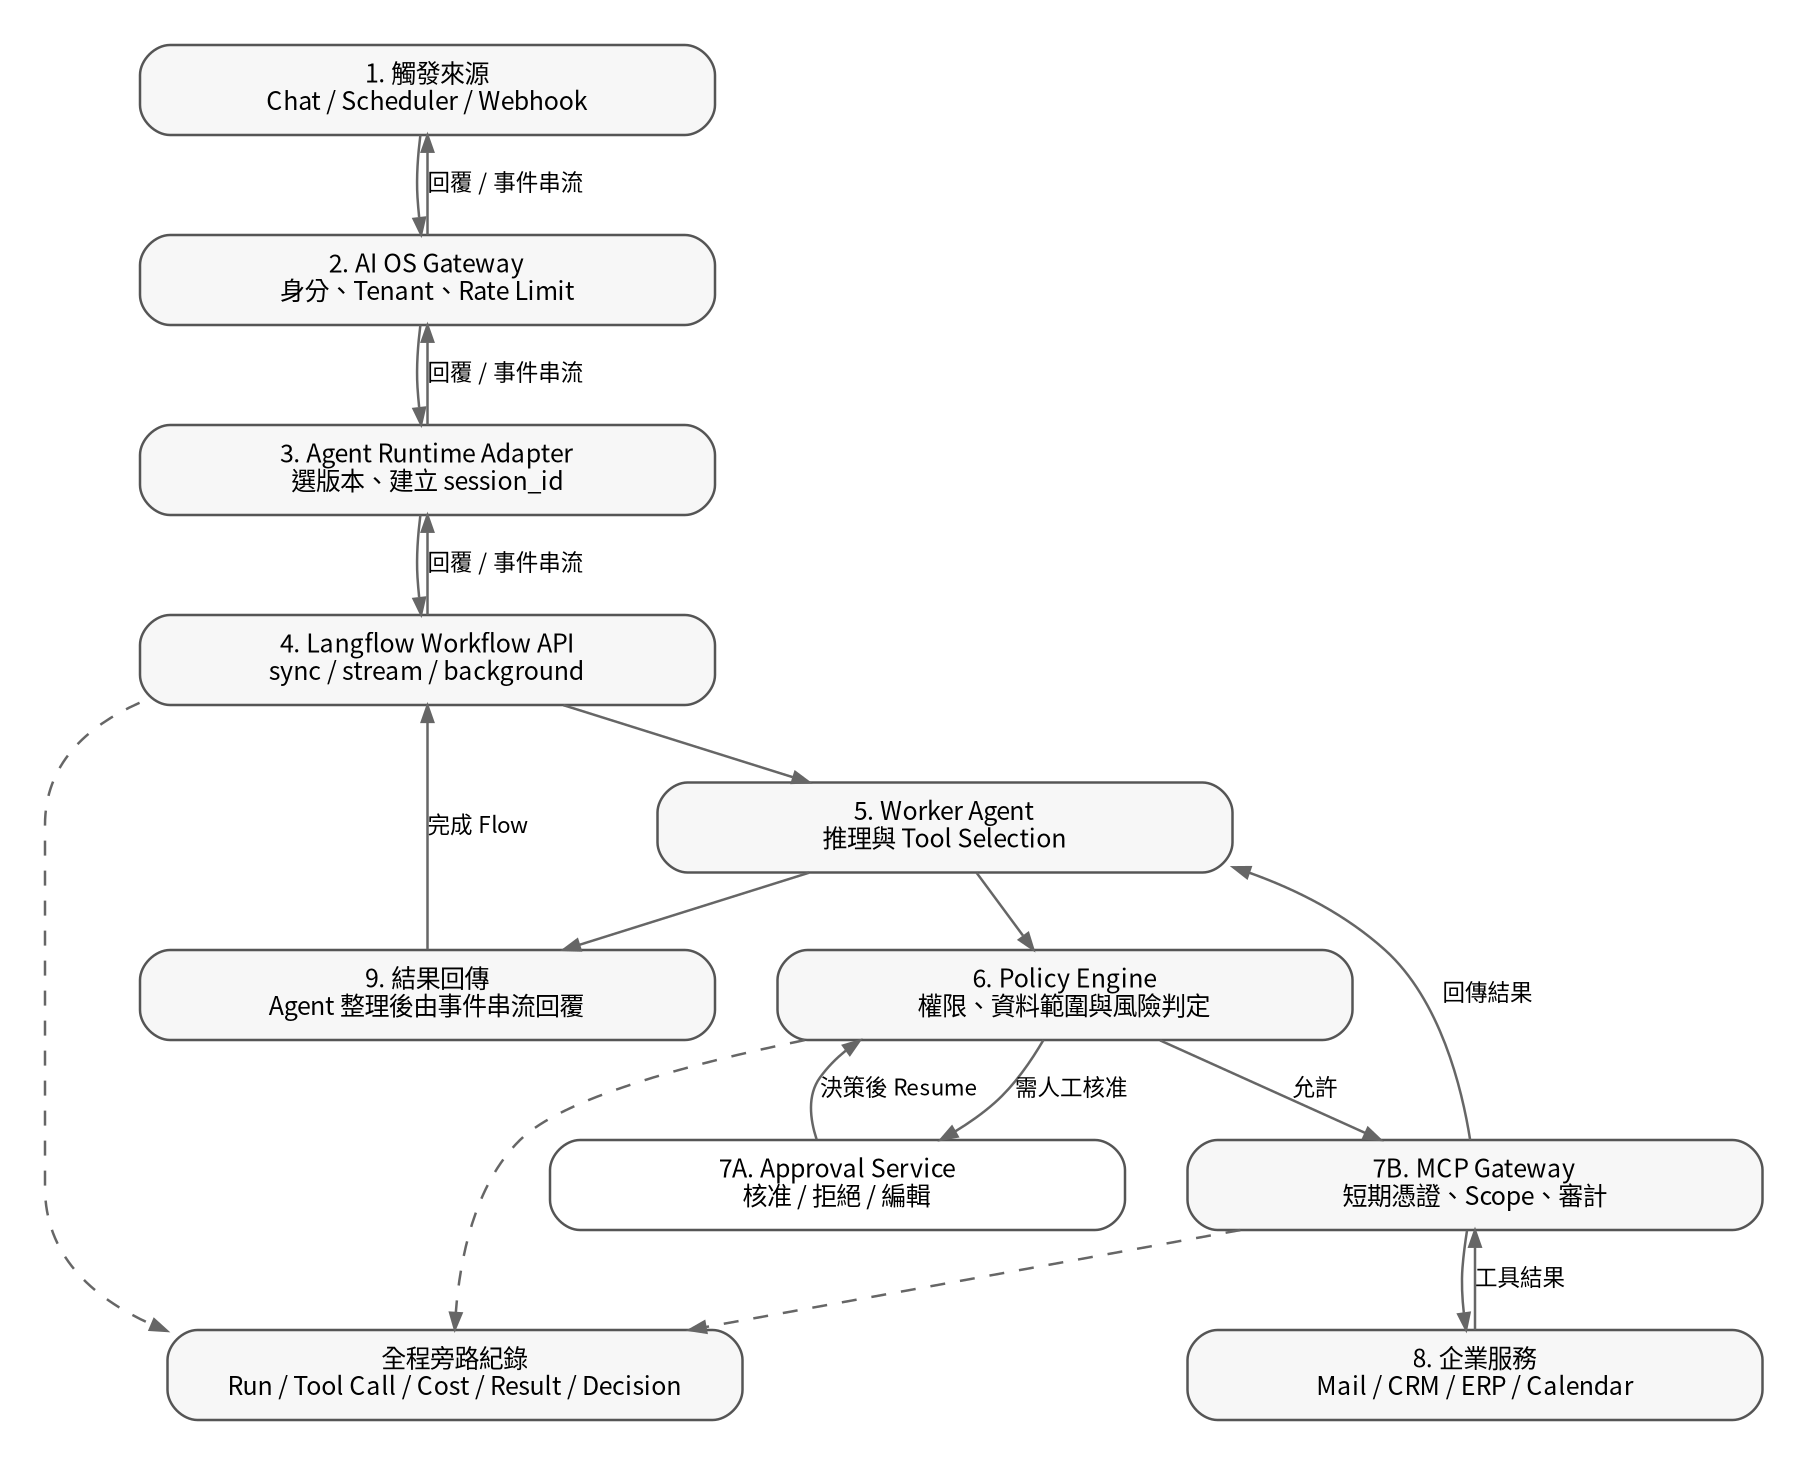 1. 觸發來源
Chat / Scheduler / Webhook
回覆 / 事件串流
2. AI OS Gateway
身分、Tenant、Rate Limit
回覆 / 事件串流
3. Agent Runtime Adapter
選版本、建立 session_id
回覆 / 事件串流
4. Langflow Workflow API
sync / stream / background
5. Worker Agent
推理與 Tool Selection
完成 Flow
9. 結果回傳
Agent 整理後由事件串流回覆
6. Policy Engine
權限、資料範圍與風險判定
回傳結果
決策後 Resume
需人工核准
允許
7A. Approval Service
核准 / 拒絕 / 編輯
7B. MCP Gateway
短期憑證、Scope、審計
工具結果
全程旁路紀錄
Run / Tool Call / Cost / Result / Decision
8. 企業服務
Mail / CRM / ERP / Calendar